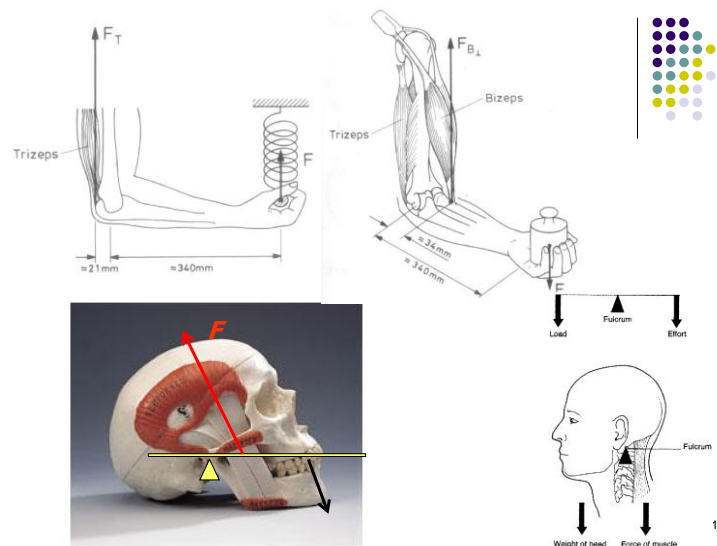 F_T
Trizeps
F
≈21mm
≈340mm
F_B⊥
Bizeps
Trizeps
≈34mm
≈340mm
F
Fulcrum
Load
Effort
F
Fulcrum
Weight of head
Force of muscle
1